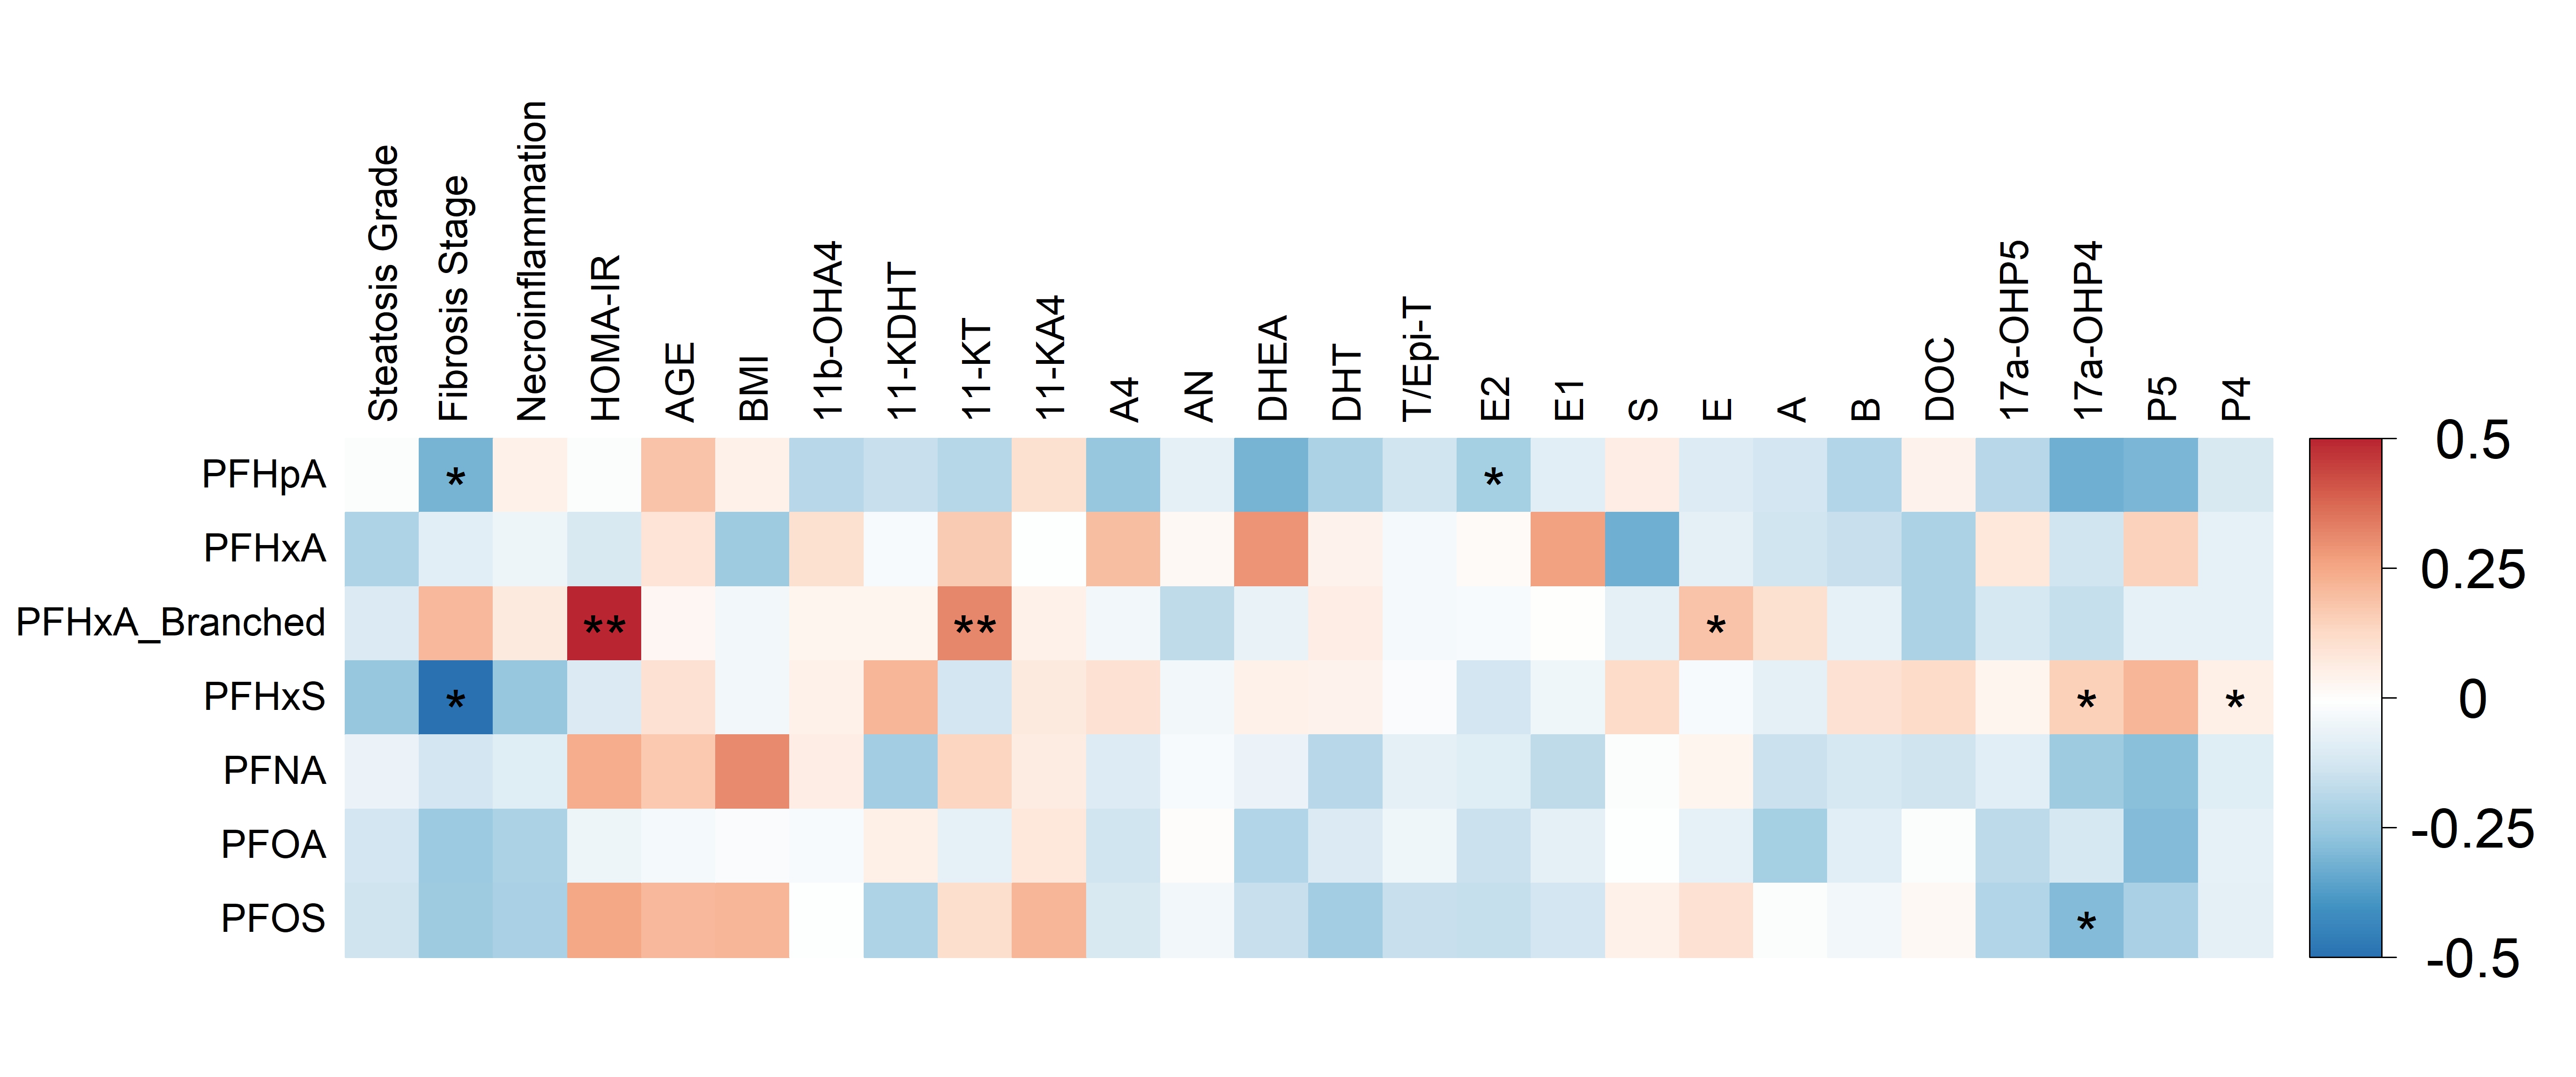 Steatosis Grade
Fibrosis Stage
Necroinflammation
HOMA-IR
AGE
BMI
11b-OHA4
11-KDHT
11-KT
11-KA4
A4
AN
DHEA
DHT
T/Epi-T
E2
E1
S
E
A
B
DOC
17a-OHP5
17a-OHP4
P5
P4
PFHpA * *
PFHxA
PFHxA_Branched ** ** *
PFHxS * * *
PFNA
PFOA
PFOS *
0.5
0.25
0
-0.25
-0.5